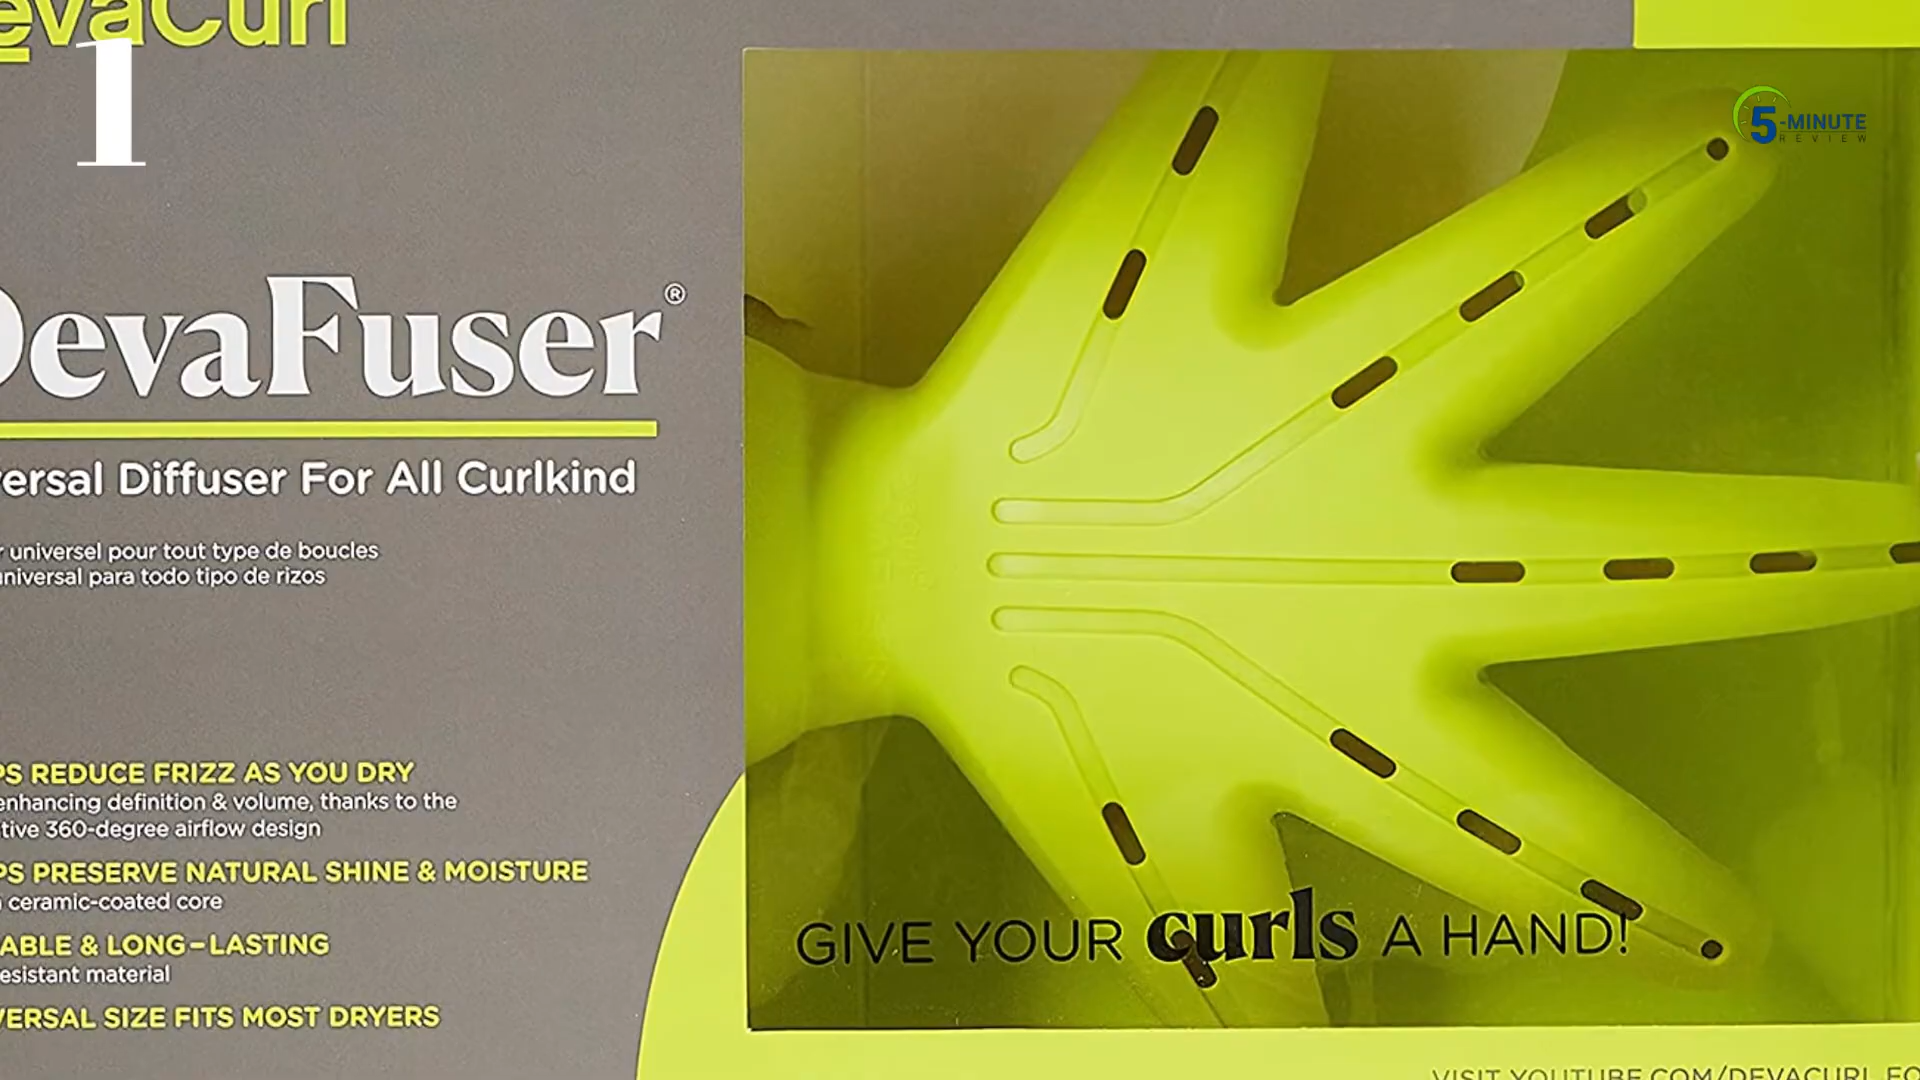 evaCurl
1
5-MINUTE
REVIEW
DevaFuser®
ersal Diffuser For All Curlkind
r universel pour tout type de boucles
universal para todo tipo de rizos
PS REDUCE FRIZZ AS YOU DRY
enhancing definition & volume, thanks to the
tive 360-degree airflow design
PS PRESERVE NATURAL SHINE & MOISTURE
ceramic-coated core
ABLE & LONG-LASTING
esistant material
VERSAL SIZE FITS MOST DRYERS
GIVE YOUR curls A HAND!
VISIT YOUTUBE.COM/DEVACURL FO